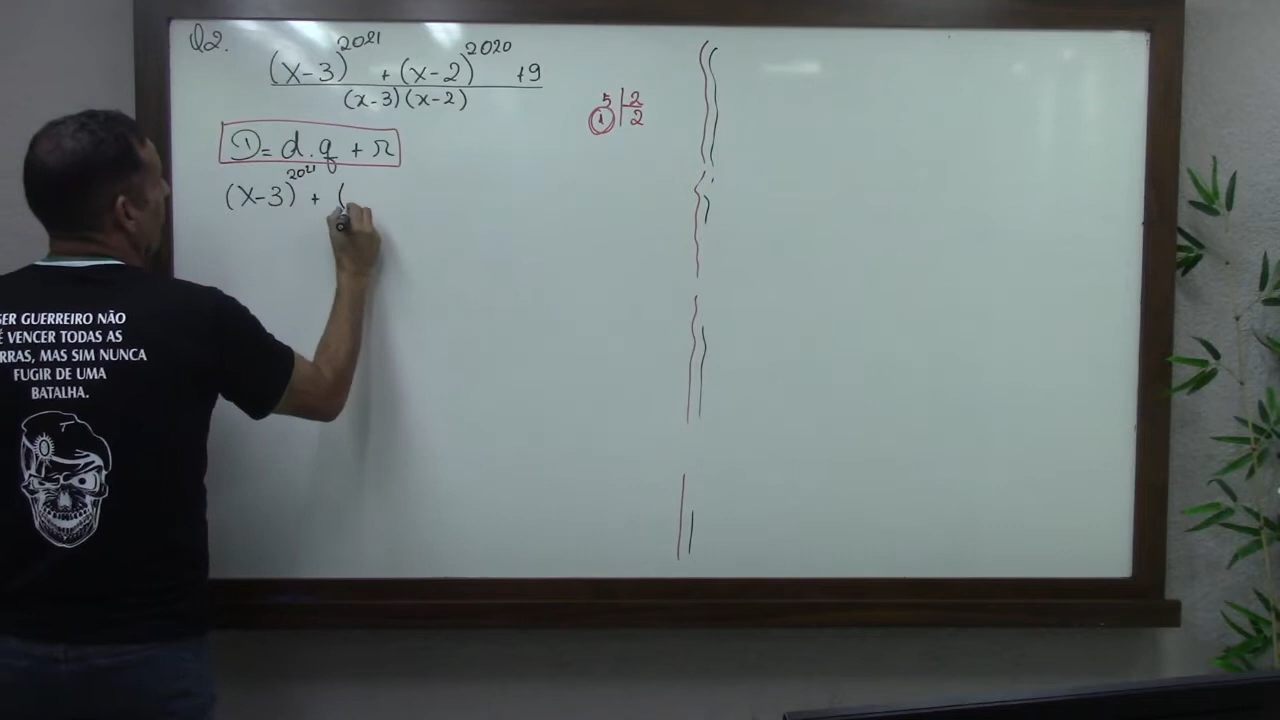 Q2.
(x-3)^2021 + (x-2)^2020 + 9
(x-3)(x-2)
5 | 2
1 | 2
D = d.q + r
(x-3)^2021 + (
SER GUERREIRO NÃO
É VENCER TODAS AS
RRAS, MAS SIM NUNCA
FUGIR DE UMA
BATALHA.